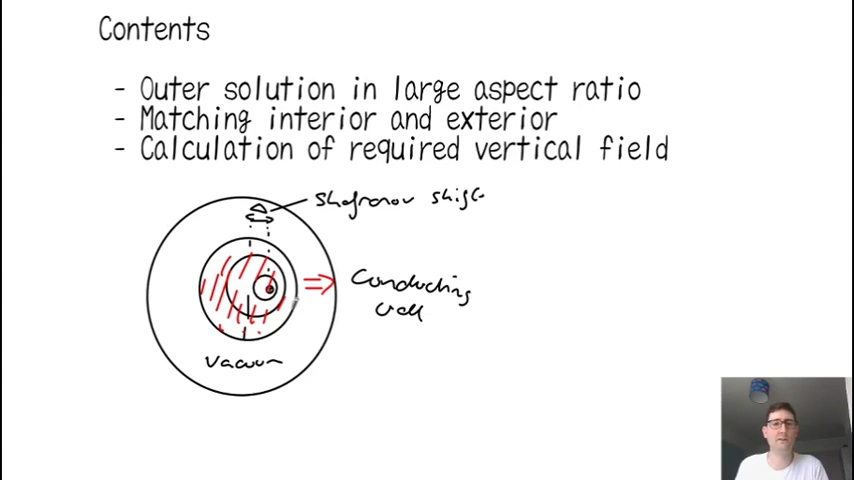 Contents
- Outer solution in large aspect ratio
- Matching interior and exterior
- Calculation of required vertical field
Shafranov shift
Conducting
wall
Vacuum